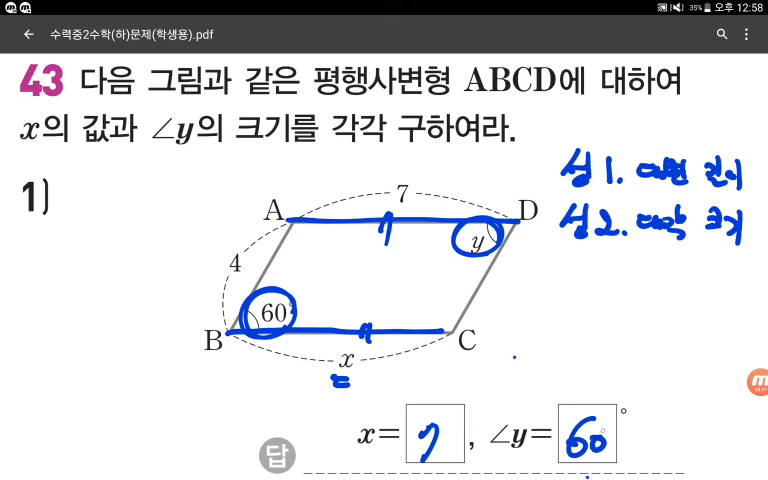 35% 오후 12:58
수력중2수학(하)문제(학생용).pdf
43 다음 그림과 같은 평행사변형 ABCD에 대하여
x의 값과 ∠y의 크기를 각각 구하여라.
성1. 대변 길이
성2. 대각 크기
1)
7
A
D
y
4
60°
B
C
x
x= 7 , ∠y= 60 °
답